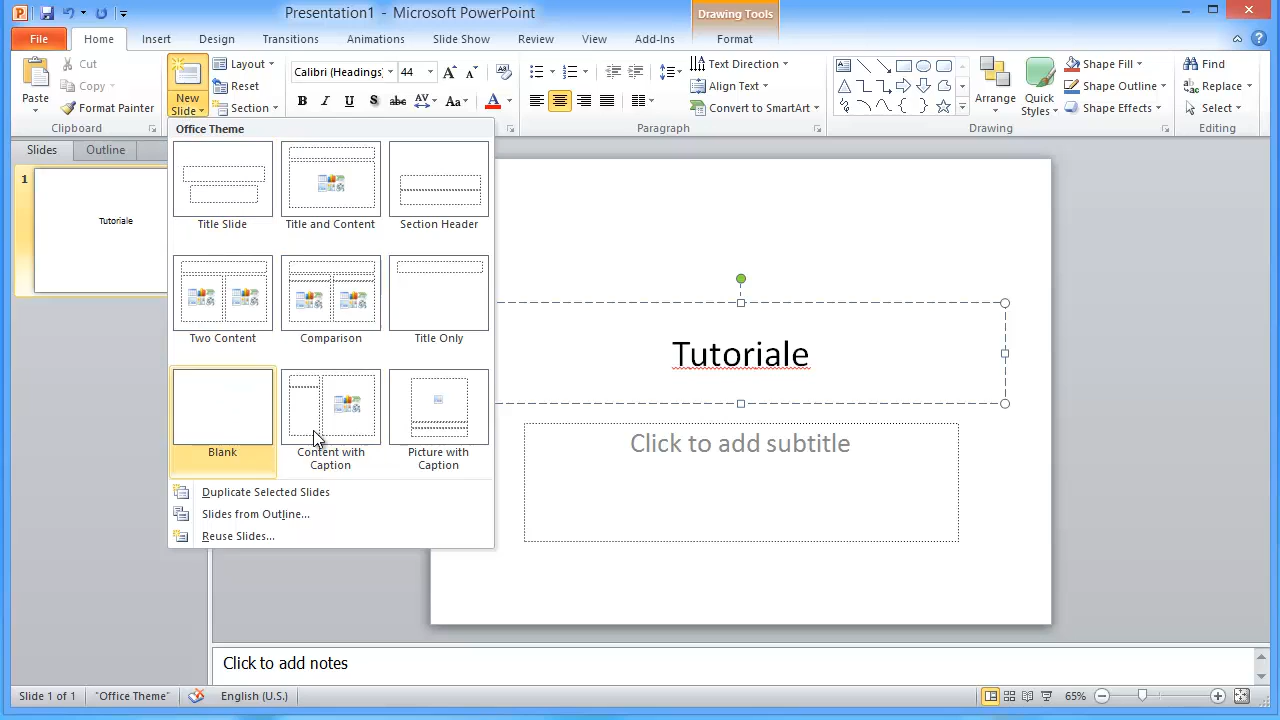 Presentation1 - Microsoft PowerPoint
Drawing Tools
File Home Insert Design Transitions Animations Slide Show Review View Add-Ins Format
Paste
Cut
Copy
Format Painter
Clipboard
New
Slide
Layout
Reset
Section
Calibri (Headings) 44
B I U S abc AV Aa A
Text Direction
Align Text
Convert to SmartArt
Paragraph
Arrange
Quick
Styles
Shape Fill
Shape Outline
Shape Effects
Drawing
Find
Replace
Select
Editing
Slides Outline
1
Tutoriale
Office Theme
Title Slide
Title and Content
Section Header
Two Content
Comparison
Title Only
Blank
Content with
Caption
Picture with
Caption
Duplicate Selected Slides
Slides from Outline...
Reuse Slides...
Tutoriale
Click to add subtitle
Click to add notes
Slide 1 of 1 "Office Theme" English (U.S.) 65%